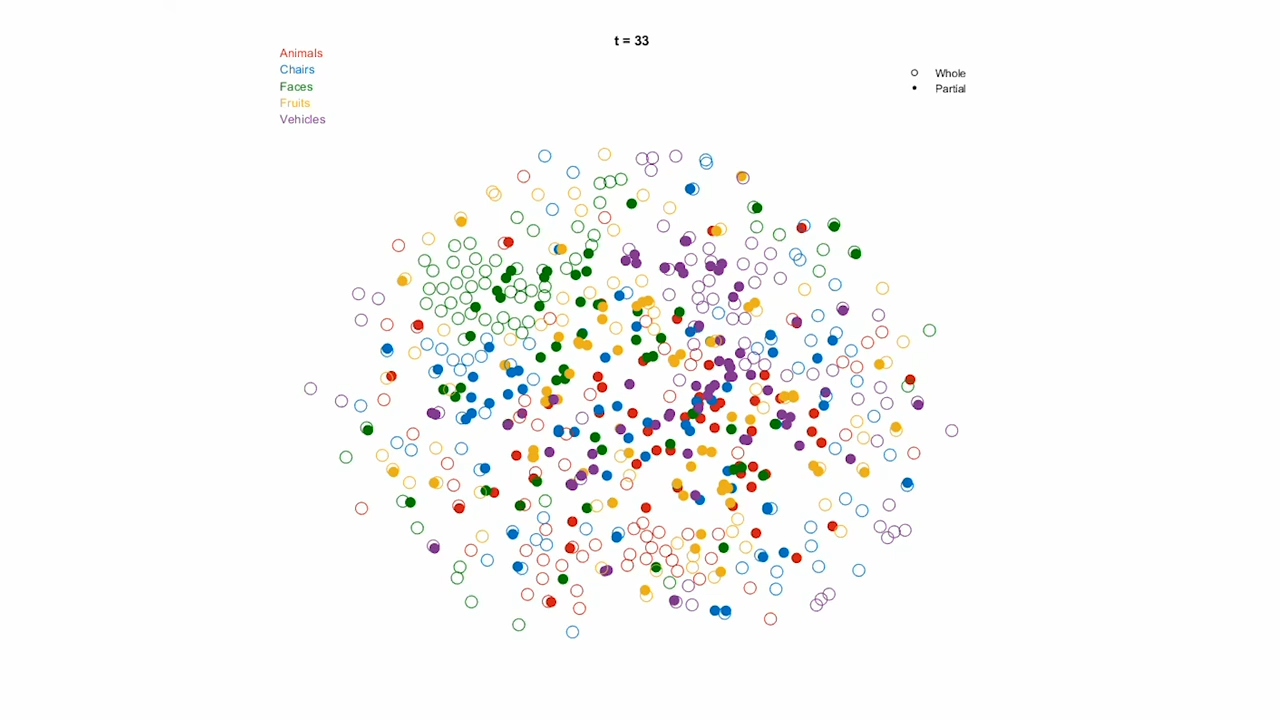 t = 33
Animals
Chairs
Faces
Fruits
Vehicles
Whole
Partial